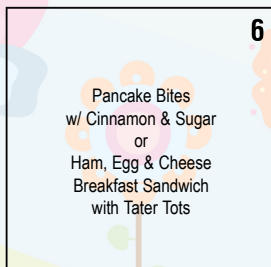 6
Pancake Bites
w/ Cinnamon & Sugar
or
Ham, Egg & Cheese
Breakfast Sandwich
with Tater Tots